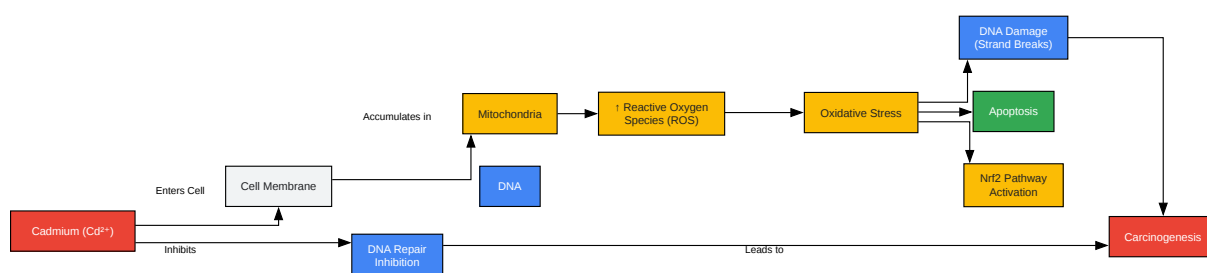 DNA Damage
(Strand Breaks)
Accumulates in
Mitochondria
↑ Reactive Oxygen
Species (ROS)
Oxidative Stress
Apoptosis
Enters Cell
Cell Membrane
DNA
Nrf2 Pathway
Activation
Cadmium (Cd²⁺)
Inhibits
DNA Repair
Inhibition
Leads to
Carcinogenesis